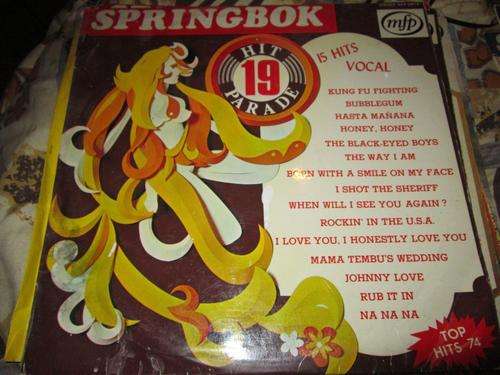 SPRINGBOK
mfp
HIT
19
PARADE
15 HITS
VOCAL
KUNG FU FIGHTING
BUBBLEGUM
HASTA MAÑANA
HONEY, HONEY
THE BLACK-EYED BOYS
THE WAY I AM
BORN WITH A SMILE ON MY FACE
I SHOT THE SHERIFF
WHEN WILL I SEE YOU AGAIN?
ROCKIN' IN THE U.S.A.
I LOVE YOU, I HONESTLY LOVE YOU
MAMA TEMBU'S WEDDING
JOHNNY LOVE
RUB IT IN
NA NA NA
TOP
HITS 74